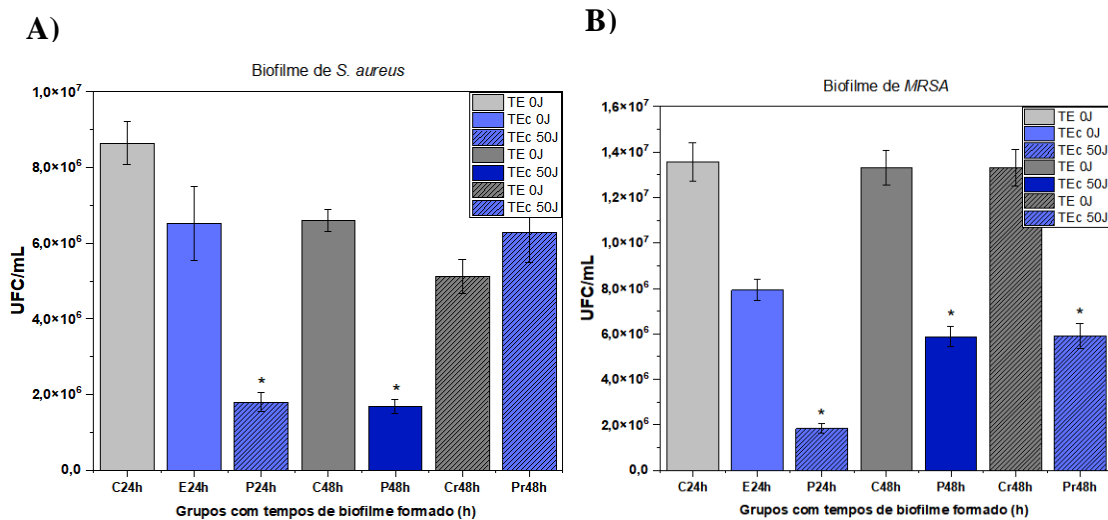 A)
Biofilme de S. aureus
1,0×10⁷
8,0×10⁶
6,0×10⁶
4,0×10⁶
2,0×10⁶
0,0
UFC/mL
TE 0J
TEc 0J
TEc 50J
TE 0J
TEc 50J
TE 0J
TEc 50J
*
*
C24h E24h P24h C48h P48h Cr48h Pr48h
Grupos com tempos de biofilme formado (h)
B)
Biofilme de MRSA
1,6×10⁷
1,4×10⁷
1,2×10⁷
1,0×10⁷
8,0×10⁶
6,0×10⁶
4,0×10⁶
2,0×10⁶
0,0
UFC/mL
TE 0J
TEc 0J
TEc 50J
TE 0J
TEc 50J
TE 0J
TEc 50J
*
*
*
C24h E24h P24h C48h P48h Cr48h Pr48h
Grupos com tempos de biofilme formado (h)